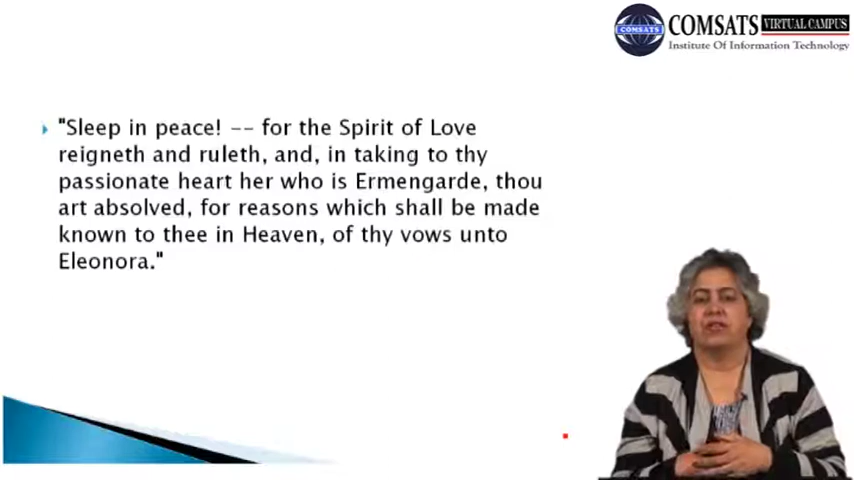 COMSATS
COMSATS VIRTUAL CAMPUS
Institute Of Information Technology
"Sleep in peace! -- for the Spirit of Love
reigneth and ruleth, and, in taking to thy
passionate heart her who is Ermengarde, thou
art absolved, for reasons which shall be made
known to thee in Heaven, of thy vows unto
Eleonora."